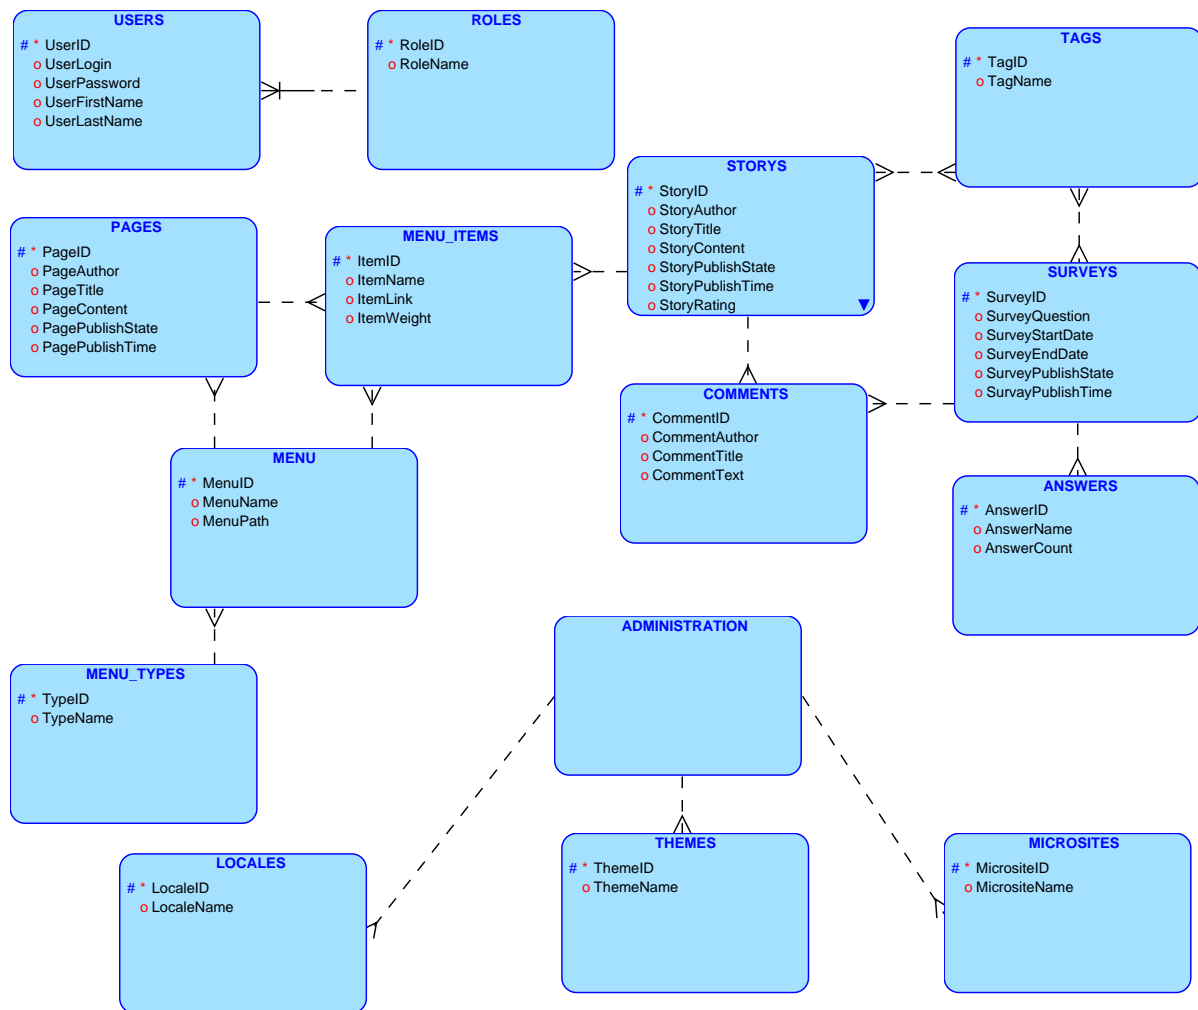 USERS
# * UserID
o UserLogin
o UserPassword
o UserFirstName
o UserLastName
ROLES
# * RoleID
o RoleName
TAGS
# * TagID
o TagName
STORYS
# * StoryID
o StoryAuthor
o StoryTitle
o StoryContent
o StoryPublishState
o StoryPublishTime
o StoryRating
PAGES
# * PageID
o PageAuthor
o PageTitle
o PageContent
o PagePublishState
o PagePublishTime
MENU_ITEMS
# * ItemID
o ItemName
o ItemLink
o ItemWeight
SURVEYS
# * SurveyID
o SurveyQuestion
o SurveyStartDate
o SurveyEndDate
o SurveyPublishState
o SurvayPublishTime
COMMENTS
# * CommentID
o CommentAuthor
o CommentTitle
o CommentText
MENU
# * MenuID
o MenuName
o MenuPath
ANSWERS
# * AnswerID
o AnswerName
o AnswerCount
ADMINISTRATION
MENU_TYPES
# * TypeID
o TypeName
LOCALES
# * LocaleID
o LocaleName
THEMES
# * ThemeID
o ThemeName
MICROSITES
# * MicrositeID
o MicrositeName